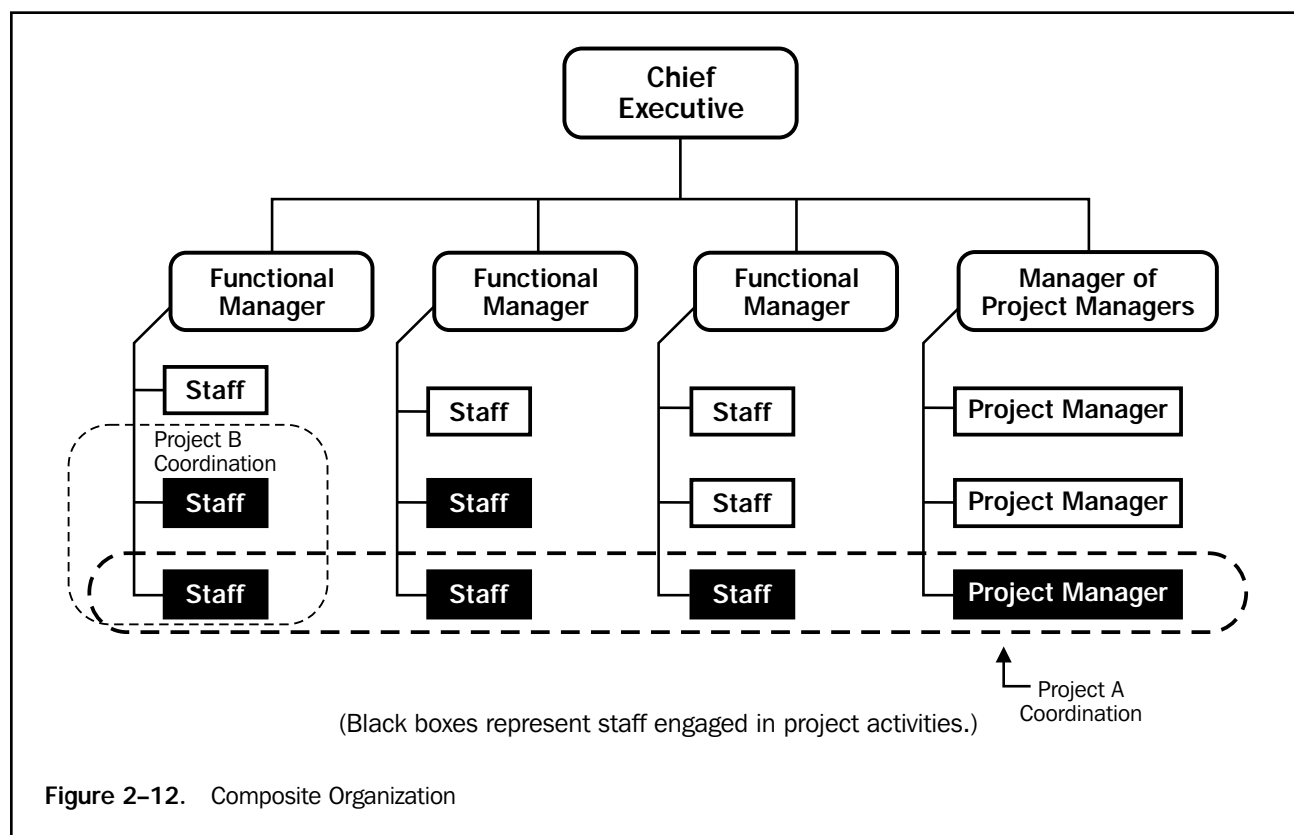 Chief
Executive
Functional
Manager
Functional
Manager
Functional
Manager
Manager of
Project Managers
Staff
Staff
Staff
Project Manager
Project B
Coordination
Staff
Staff
Staff
Project Manager
Staff
Staff
Staff
Project Manager
Project A
Coordination
(Black boxes represent staff engaged in project activities.)
Figure 2–12. Composite Organization